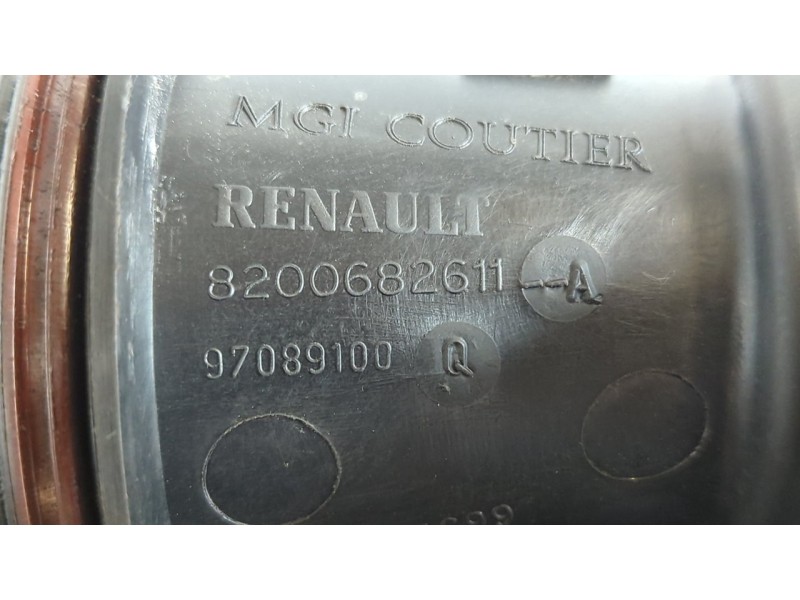 MGI COUTIER
RENAULT
8200682611--A
97089100 Q